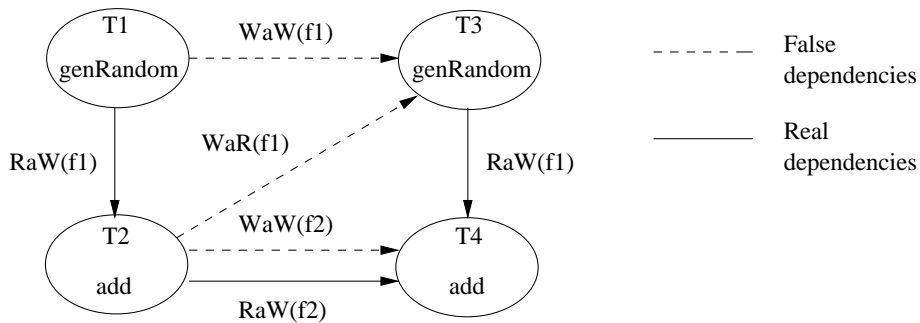 T1
genRandom
WaW(f1)
T3
genRandom
False
dependencies
Real
dependencies
WaR(f1)
RaW(f1)
RaW(f1)
WaW(f2)
T2
add
T4
add
RaW(f2)